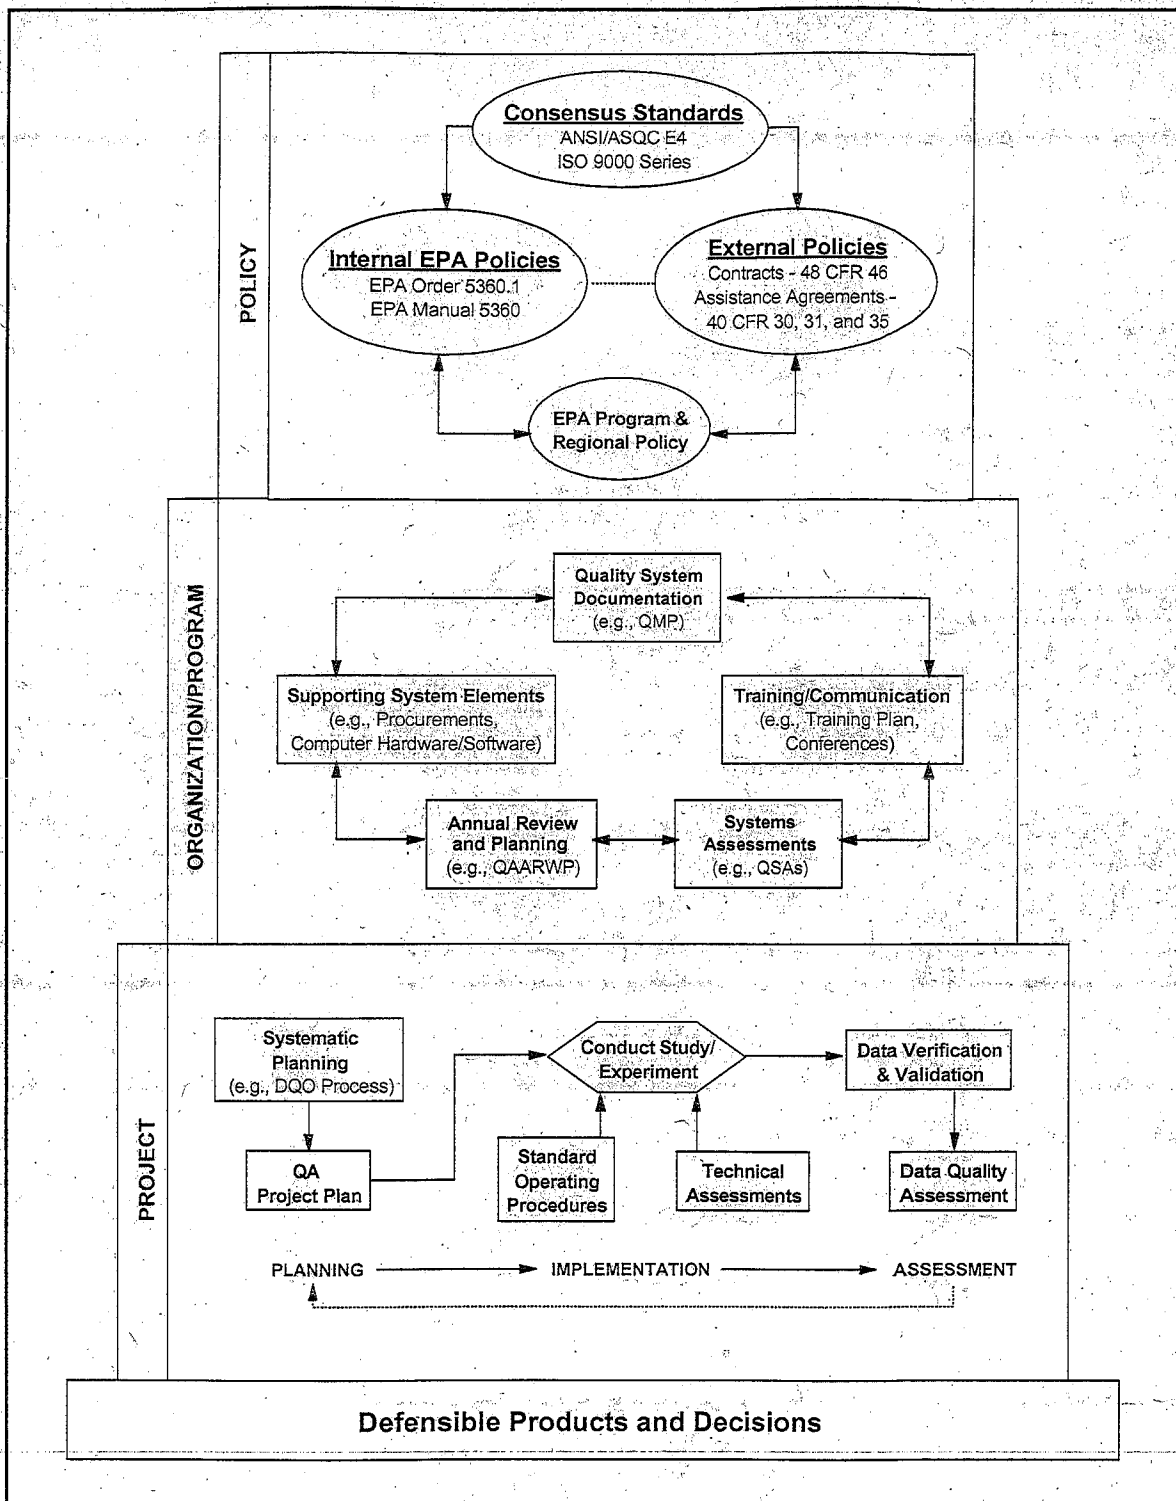 POLICY
Consensus Standards
ANSI/ASQC E4
ISO 9000 Series
Internal EPA Policies
EPA Order 5360.1
EPA Manual 5360
External Policies
Contracts - 48 CFR 46
Assistance Agreements -
40 CFR 30, 31, and 35
EPA Program &
Regional Policy
ORGANIZATION/PROGRAM
Quality System
Documentation
(e.g., QMP)
Supporting System Elements
(e.g., Procurements,
Computer Hardware/Software)
Training/Communication
(e.g., Training Plan,
Conferences)
Annual Review
and Planning
(e.g., QAARWP)
Systems
Assessments
(e.g., QSAs)
PROJECT
Systematic
Planning
(e.g., DQO Process)
QA
Project Plan
Conduct Study/
Experiment
Standard
Operating
Procedures
Technical
Assessments
Data Verification
& Validation
Data Quality
Assessment
PLANNING
IMPLEMENTATION
ASSESSMENT
Defensible Products and Decisions